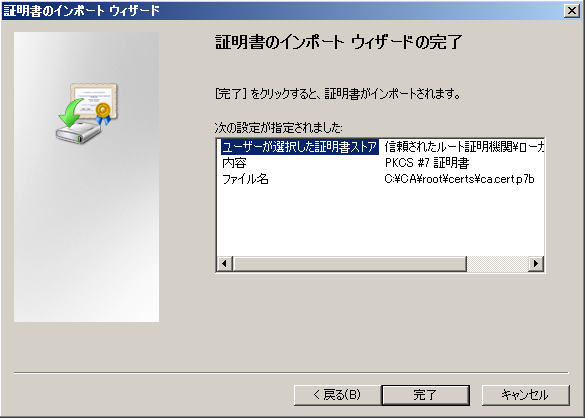 証明書のインポート ウィザード
証明書のインポート ウィザードの完了
[完了] をクリックすると、証明書がインポートされます。
次の設定が指定されました:
ユーザーが選択した証明書ストア 信頼されたルート証明機関¥ローカ
内容 PKCS #7 証明書
ファイル名 C:¥CA¥root¥certs¥ca.cert.p7b
< 戻る(B) 完了 キャンセル